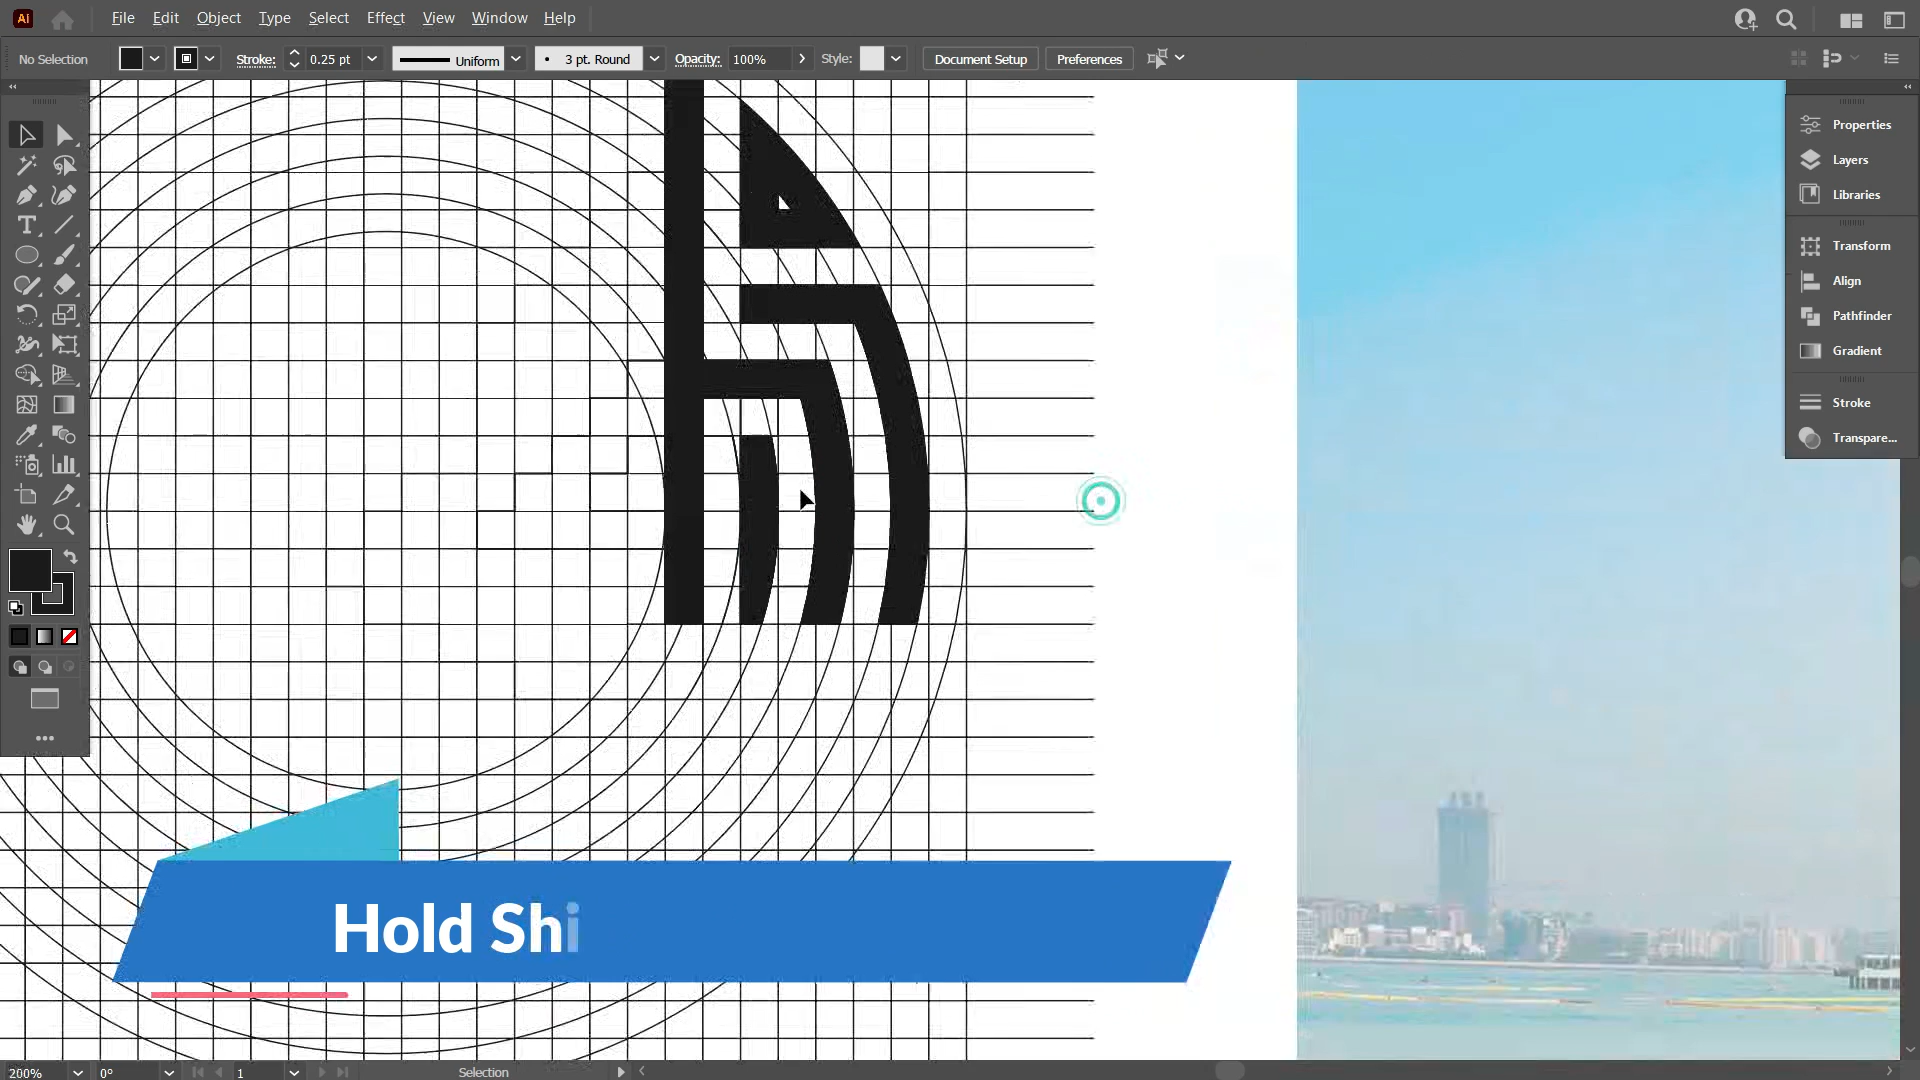 File Edit Object Type Select Effect View Window Help
No Selection Stroke: 0.25 pt Uniform 3 pt. Round Opacity: 100% Style: Document Setup Preferences
Properties
Layers
Libraries
Transform
Align
Pathfinder
Gradient
Stroke
Transpare...
Hold Shi
200% 0° 1 Selection